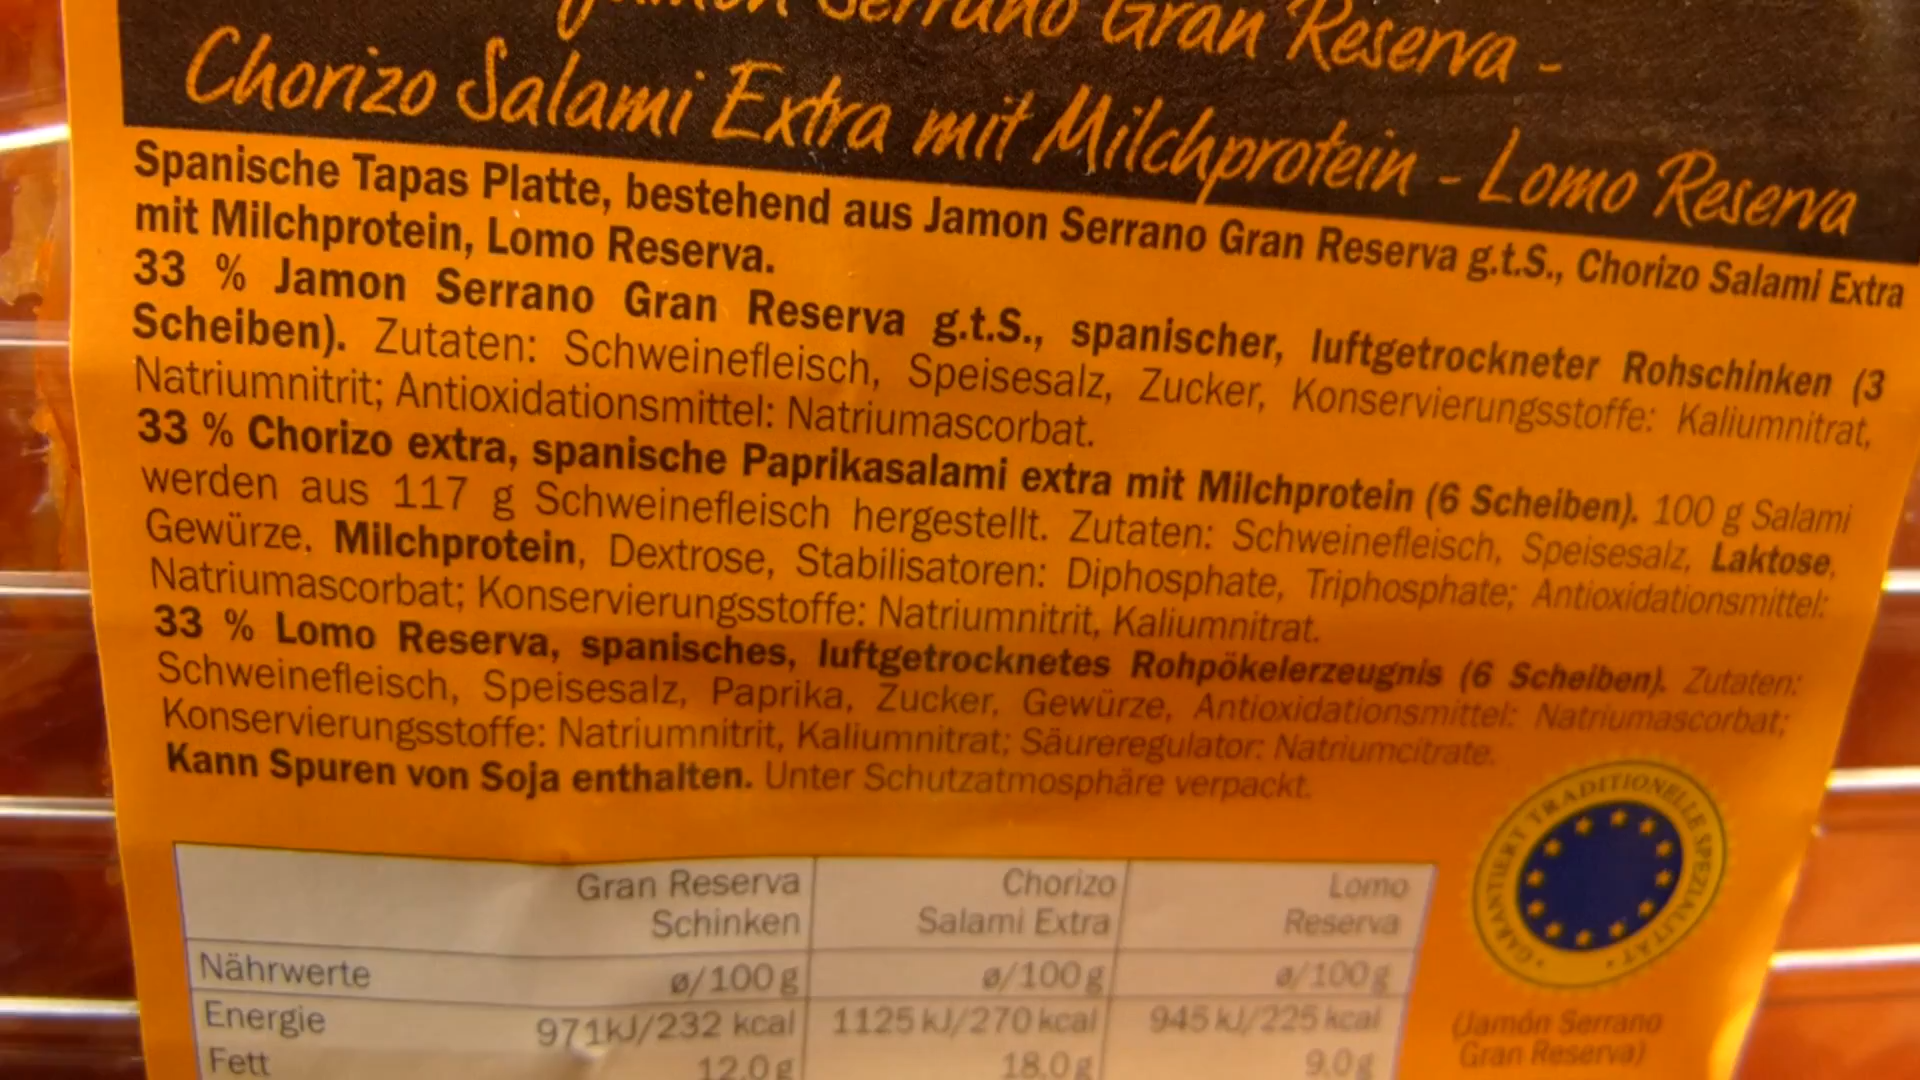 Jamón Serrano Gran Reserva -
Chorizo Salami Extra mit Milchprotein - Lomo Reserva
Spanische Tapas Platte, bestehend aus Jamon Serrano Gran Reserva g.t.S., Chorizo Salami Extra
mit Milchprotein, Lomo Reserva.
33 % Jamon Serrano Gran Reserva g.t.S., spanischer, luftgetrockneter Rohschinken (3
Scheiben). Zutaten: Schweinefleisch, Speisesalz, Zucker, Konservierungsstoffe: Kaliumnitrat,
Natriumnitrit; Antioxidationsmittel: Natriumascorbat.
33 % Chorizo extra, spanische Paprikasalami extra mit Milchprotein (6 Scheiben). 100 g Salami
werden aus 117 g Schweinefleisch hergestellt. Zutaten: Schweinefleisch, Speisesalz, Laktose,
Gewürze, Milchprotein, Dextrose, Stabilisatoren: Diphosphate, Triphosphate; Antioxidationsmittel:
Natriumascorbat; Konservierungsstoffe: Natriumnitrit, Kaliumnitrat.
33 % Lomo Reserva, spanisches, luftgetrocknetes Rohpökelerzeugnis (6 Scheiben). Zutaten:
Schweinefleisch, Speisesalz, Paprika, Zucker, Gewürze, Antioxidationsmittel: Natriumascorbat;
Konservierungsstoffe: Natriumnitrit, Kaliumnitrat; Säureregulator: Natriumcitrate.
Kann Spuren von Soja enthalten. Unter Schutzatmosphäre verpackt.
GARANTIERT TRADITIONELLE SPEZIALITÄT
Gran Reserva Schinken Chorizo Salami Extra Lomo Reserva
Nährwerte ø/100 g ø/100 g ø/100 g
Energie 971kJ/232 kcal 1125 kJ/270 kcal 945 kJ/225 kcal
Fett 12,0 g 18,0 g 9,0 g
(Jamón Serrano
Gran Reserva)